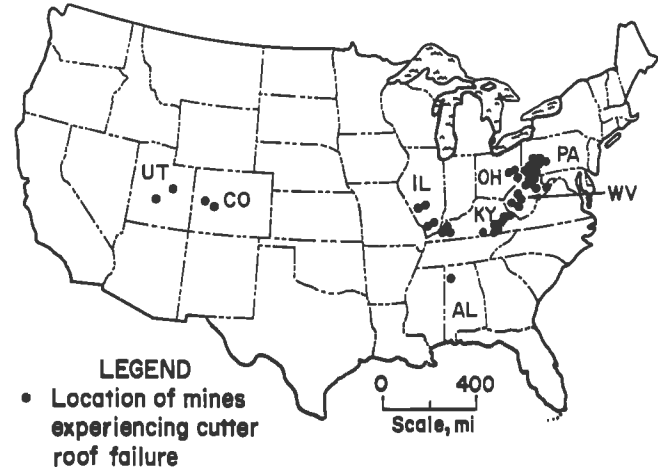 UT
CO
IL
OH
PA
WV
KY
AL
LEGEND
• Location of mines
experiencing cutter
roof failure
0 400
Scale, mi